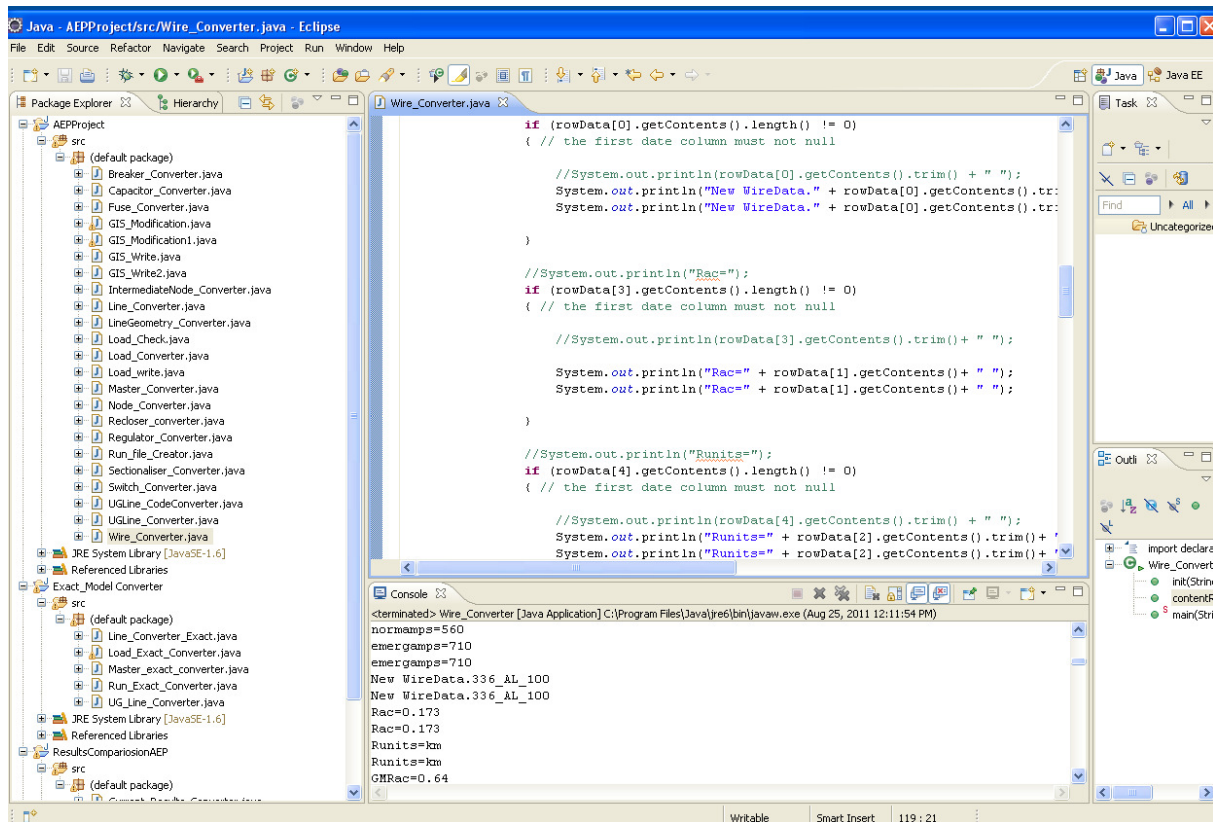 Java - AEPProject/src/Wire_Converter.java - Eclipse
File Edit Source Refactor Navigate Search Project Run Window Help
Java Java EE
Package Explorer Hierarchy
AEPProject
src
(default package)
Breaker_Converter.java
Capacitor_Converter.java
Fuse_Converter.java
GIS_Modification.java
GIS_Modification1.java
GIS_Write.java
GIS_Write2.java
IntermediateNode_Converter.java
Line_Converter.java
LineGeometry_Converter.java
Load_Check.java
Load_Converter.java
Load_write.java
Master_Converter.java
Node_Converter.java
Recloser_converter.java
Regulator_Converter.java
Run_file_Creator.java
Sectionaliser_Converter.java
Switch_Converter.java
UGLine_CodeConverter.java
UGLine_Converter.java
Wire_Converter.java
JRE System Library [JavaSE-1.6]
Referenced Libraries
Exact_Model Converter
src
(default package)
Line_Converter_Exact.java
Load_Exact_Converter.java
Master_exact_converter.java
Run_Exact_Converter.java
UG_Line_Converter.java
JRE System Library [JavaSE-1.6]
Referenced Libraries
ResultsCompariosionAEP
src
(default package)
Wire_Converter.java
if (rowData[0].getContents().length() != 0)
{ // the first date column must not null
//System.out.println(rowData[0].getContents().trim() + " ");
System.out.println("New WireData." + rowData[0].getContents().tri
System.out.println("New WireData." + rowData[0].getContents().tri
}
//System.out.println("Rac=");
if (rowData[3].getContents().length() != 0)
{ // the first date column must not null
//System.out.println(rowData[3].getContents().trim()+ " ");
System.out.println("Rac=" + rowData[1].getContents()+ " ");
System.out.println("Rac=" + rowData[1].getContents()+ " ");
}
//System.out.println("Runits=");
if (rowData[4].getContents().length() != 0)
{ // the first date column must not null
//System.out.println(rowData[4].getContents().trim() + " ");
System.out.println("Runits=" + rowData[2].getContents().trim()+ "
System.out.println("Runits=" + rowData[2].getContents().trim()+ "
Console
<terminated> Wire_Converter [Java Application] C:\Program Files\Java\jre6\bin\javaw.exe (Aug 25, 2011 12:11:54 PM)
normamps=560
emergamps=710
emergamps=710
New WireData.336_AL_100
New WireData.336_AL_100
Rac=0.173
Rac=0.173
Runits=km
Runits=km
GMRac=0.64
Task
Find All
Uncategorize
Outli
import declara
Wire_Convert
init(String
contentR
main(Stri
Writable Smart Insert 119 : 21